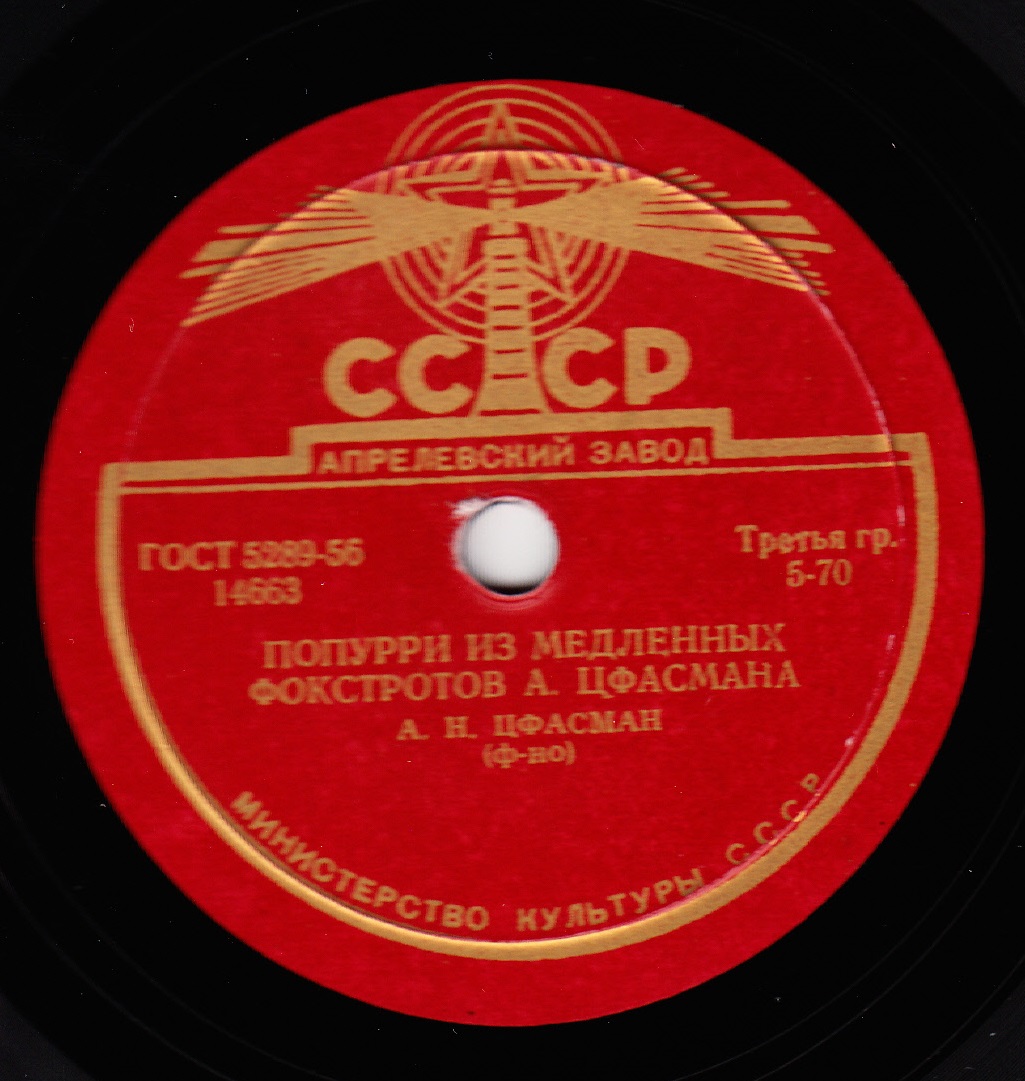 СССР
АПРЕЛЕВСКИЙ ЗАВОД
ГОСТ 5289-56
14663
Третья гр.
5-70
ПОПУРРИ ИЗ МЕДЛЕННЫХ
ФОКСТРОТОВ А. ЦФАСМАНА
А. Н. ЦФАСМАН
(ф-но)
МИНИСТЕРСТВО КУЛЬТУРЫ СССР